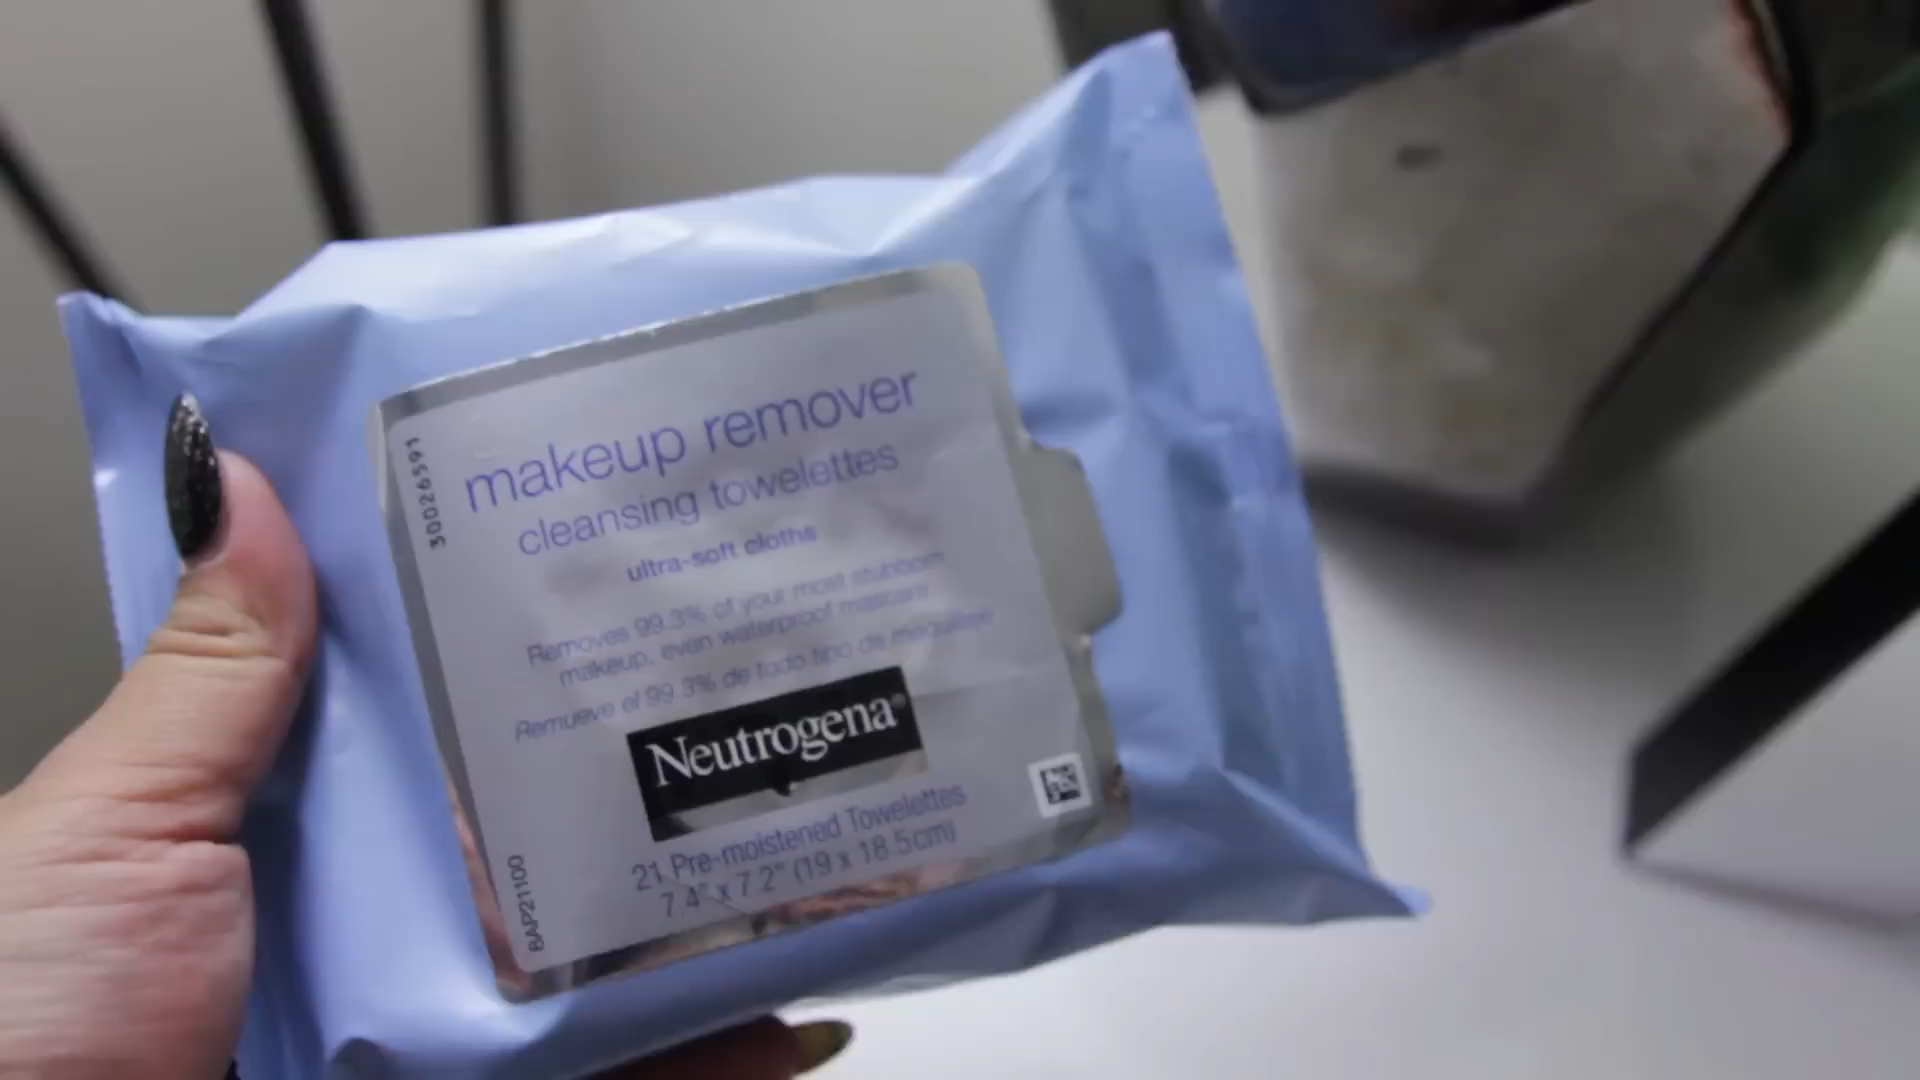 30026591
makeup remover
cleansing towelettes
ultra-soft cloths
Removes 99.3% of your most stubborn
makeup, even waterproof mascara
Remueve el 99.3% de todo tipo de maquillaje
Neutrogena®
21 Pre-moistened Towelettes
7.4" x 7.2" (19 x 18.5cm)
8AP21100